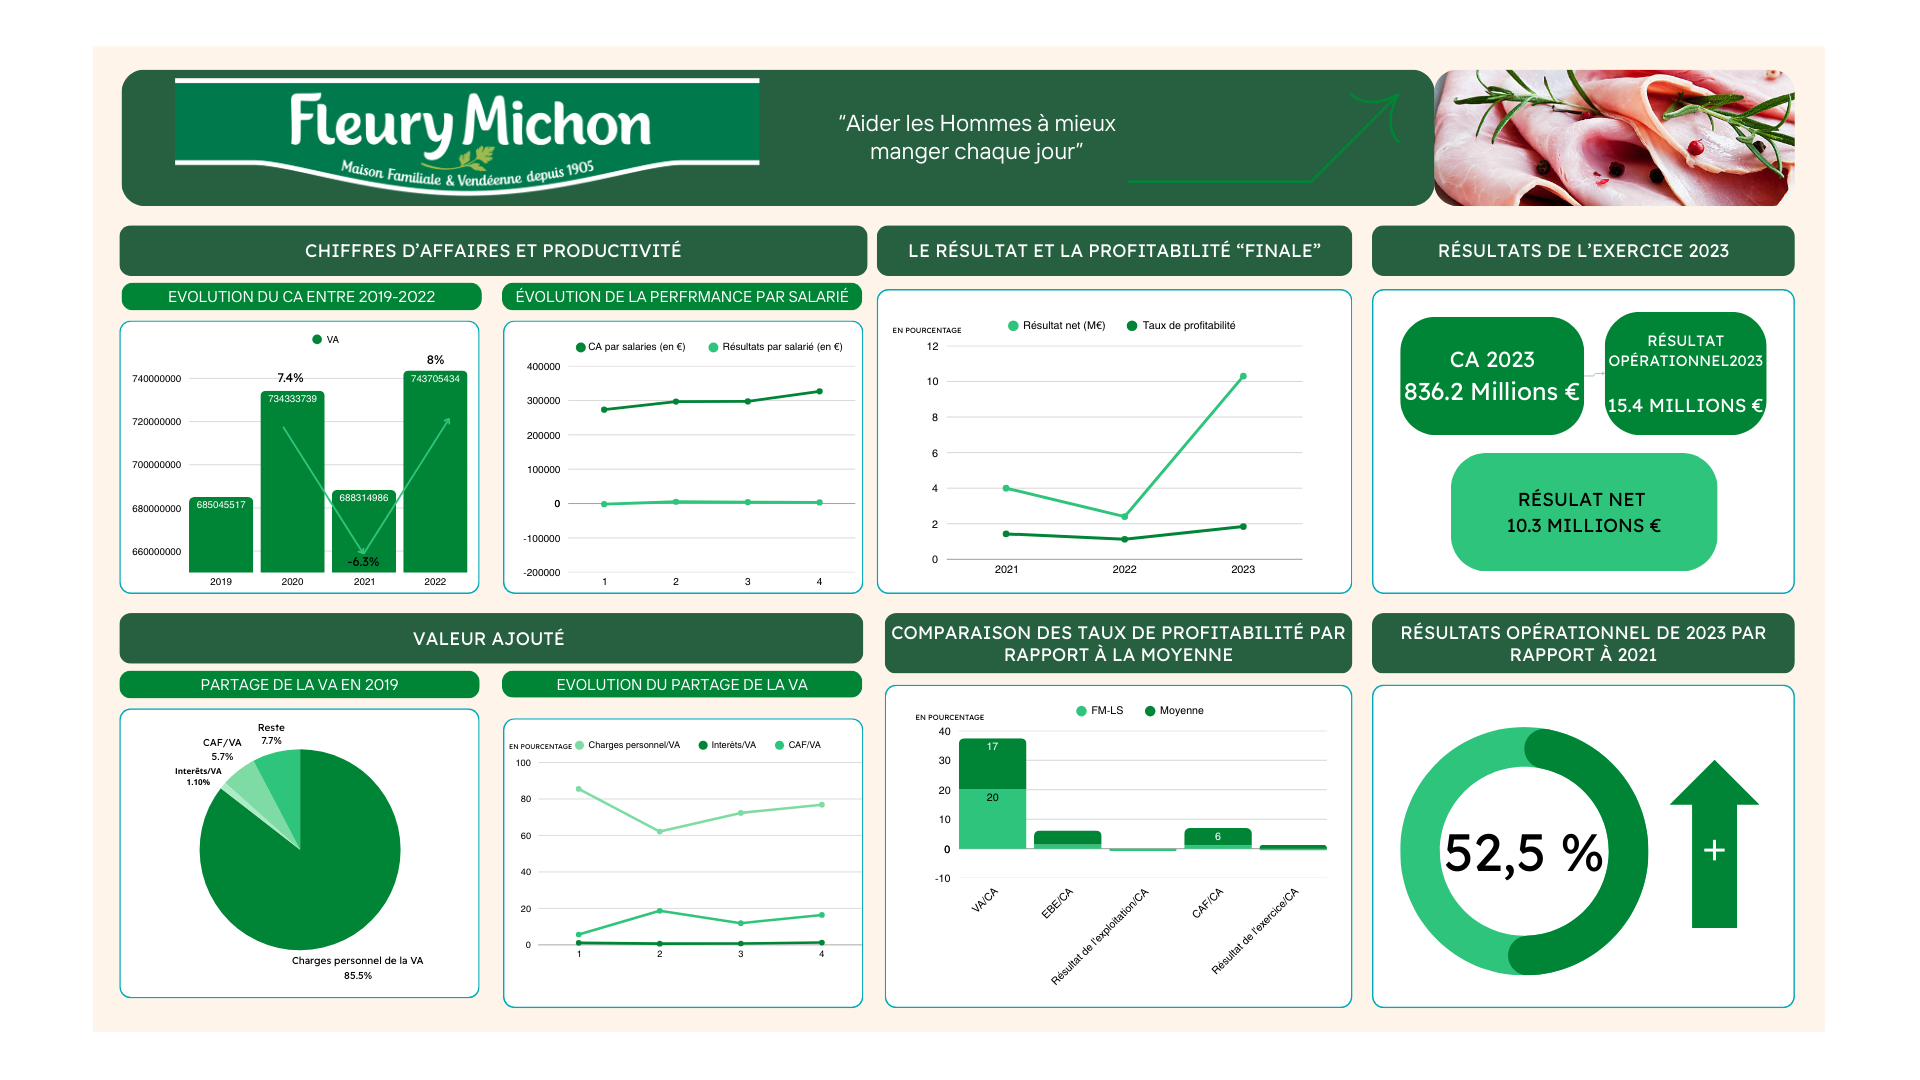 Fleury Michon
Maison Familiale & Vendéenne depuis 1905
“Aider les Hommes à mieux
manger chaque jour”
CHIFFRES D’AFFAIRES ET PRODUCTIVITÉ
EVOLUTION DU CA ENTRE 2019-2022
VA
8%
7.4%
740000000
720000000
700000000
680000000
660000000
685045517
734333739
688314986
743705434
-6.3%
2019 2020 2021 2022
ÉVOLUTION DE LA PERFRMANCE PAR SALARIÉ
CA par salaries (en €) Résultats par salarié (en €)
400000
300000
200000
100000
0
-100000
-200000
1 2 3 4
LE RÉSULTAT ET LA PROFITABILITÉ “FINALE”
EN POURCENTAGE
Résultat net (M€) Taux de profitabilité
12
10
8
6
4
2
0
2021 2022 2023
RÉSULTATS DE L’EXERCICE 2023
CA 2023
836.2 Millions €
RÉSULTAT
OPÉRATIONNEL2023
15.4 MILLIONS €
RÉSULAT NET
10.3 MILLIONS €
VALEUR AJOUTÉ
PARTAGE DE LA VA EN 2019
Reste
7.7%
CAF/VA
5.7%
Interêts/VA
1.10%
Charges personnel de la VA
85.5%
EVOLUTION DU PARTAGE DE LA VA
EN POURCENTAGE
Charges personnel/VA Interèts/VA CAF/VA
100
80
60
40
20
0
1 2 3 4
COMPARAISON DES TAUX DE PROFITABILITÉ PAR
RAPPORT À LA MOYENNE
EN POURCENTAGE
FM-LS Moyenne
40
30
20
10
0
-10
17
20
6
VA/CA
EBE/CA
Résultat de l'exploitation/CA
CAF/CA
Résultat de l'exercice/CA
RÉSULTATS OPÉRATIONNEL DE 2023 PAR
RAPPORT À 2021
52,5 %
+